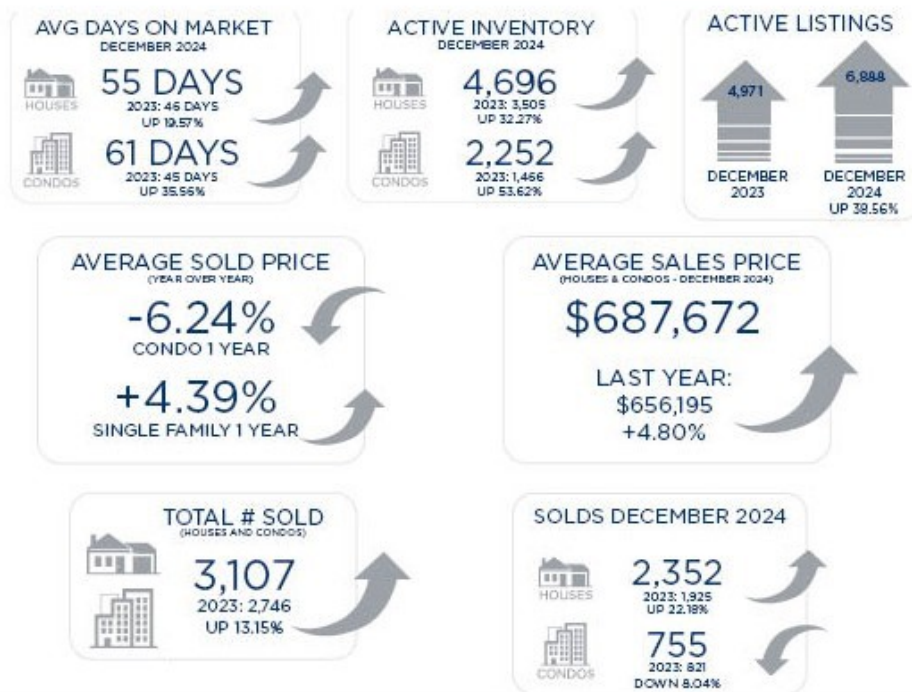 AVG DAYS ON MARKET
DECEMBER 2024
HOUSES
55 DAYS
2023: 46 DAYS
UP 19.57%
CONDOS
61 DAYS
2023: 45 DAYS
UP 35.56%
ACTIVE INVENTORY
DECEMBER 2024
HOUSES
4,696
2023: 3,505
UP 32.27%
CONDOS
2,252
2023: 1,466
UP 53.62%
ACTIVE LISTINGS
4,971
DECEMBER
2023
6,888
DECEMBER
2024
UP 38.56%
AVERAGE SOLD PRICE
(YEAR OVER YEAR)
-6.24%
CONDO 1 YEAR
+4.39%
SINGLE FAMILY 1 YEAR
AVERAGE SALES PRICE
(HOUSES & CONDOS - DECEMBER 2024)
$687,672
LAST YEAR:
$656,195
+4.80%
TOTAL # SOLD
(HOUSES AND CONDOS)
3,107
2023: 2,746
UP 13.15%
SOLDS DECEMBER 2024
HOUSES
2,352
2023: 1,925
UP 22.18%
CONDOS
755
2023: 821
DOWN 8.04%